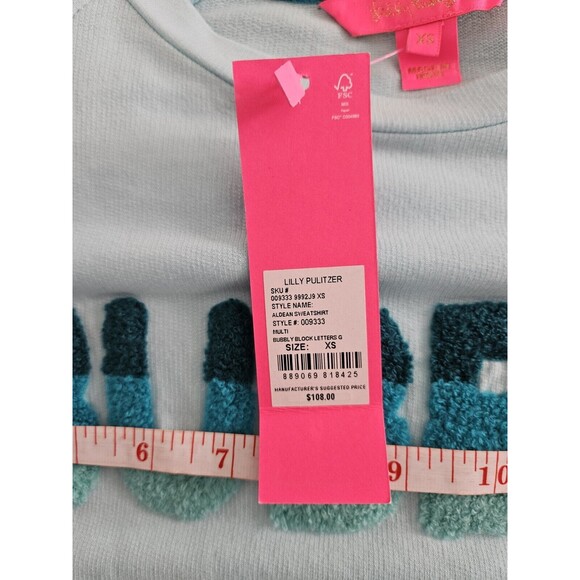 XS
FSC
MIX
LILLY PULITZER
SKU #
009333 9992J9 XS
STYLE NAME:
ALDEAN SWEATSHIRT
STYLE #: 009333
MULTI
BUBBLY BLOCK LETTERS G
SIZE: XS
889069 818425
MANUFACTURER'S SUGGESTED PRICE
$108.00
6 7 9 10